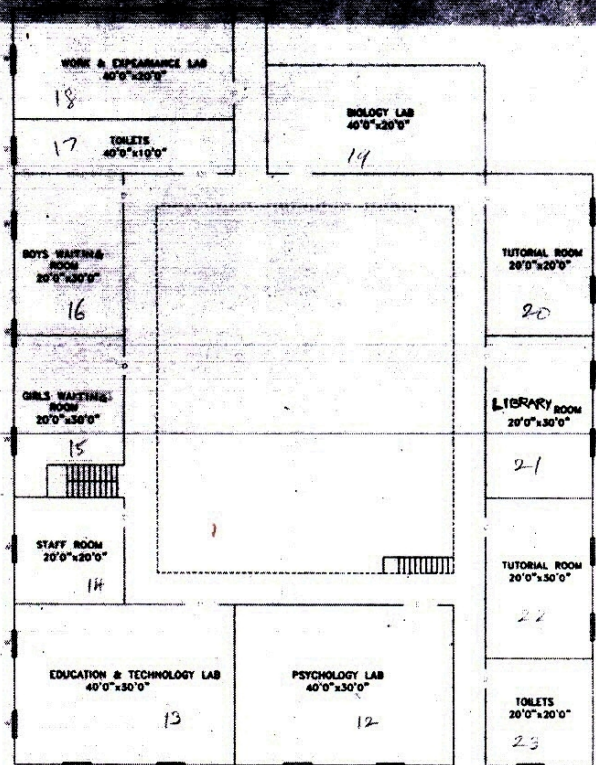 WORK & EXPEARIANCE LAB
40'0"x20'0"
18
17
TOILETS
40'0"x10'0"
BIOLOGY LAB
40'0"x20'0"
19
BOYS WAITING
ROOM
20'0"x30'0"
16
TUTORIAL ROOM
20'0"x20'0"
20
GIRLS WAITING
ROOM
20'0"x30'0"
15
LIBRARY ROOM
20'0"x30'0"
21
STAFF ROOM
20'0"x20'0"
14
TUTORIAL ROOM
20'0"x30'0"
22
EDUCATION & TECHNOLOGY LAB
40'0"x30'0"
13
PSYCHOLOGY LAB
40'0"x30'0"
12
TOILETS
20'0"x20'0"
23